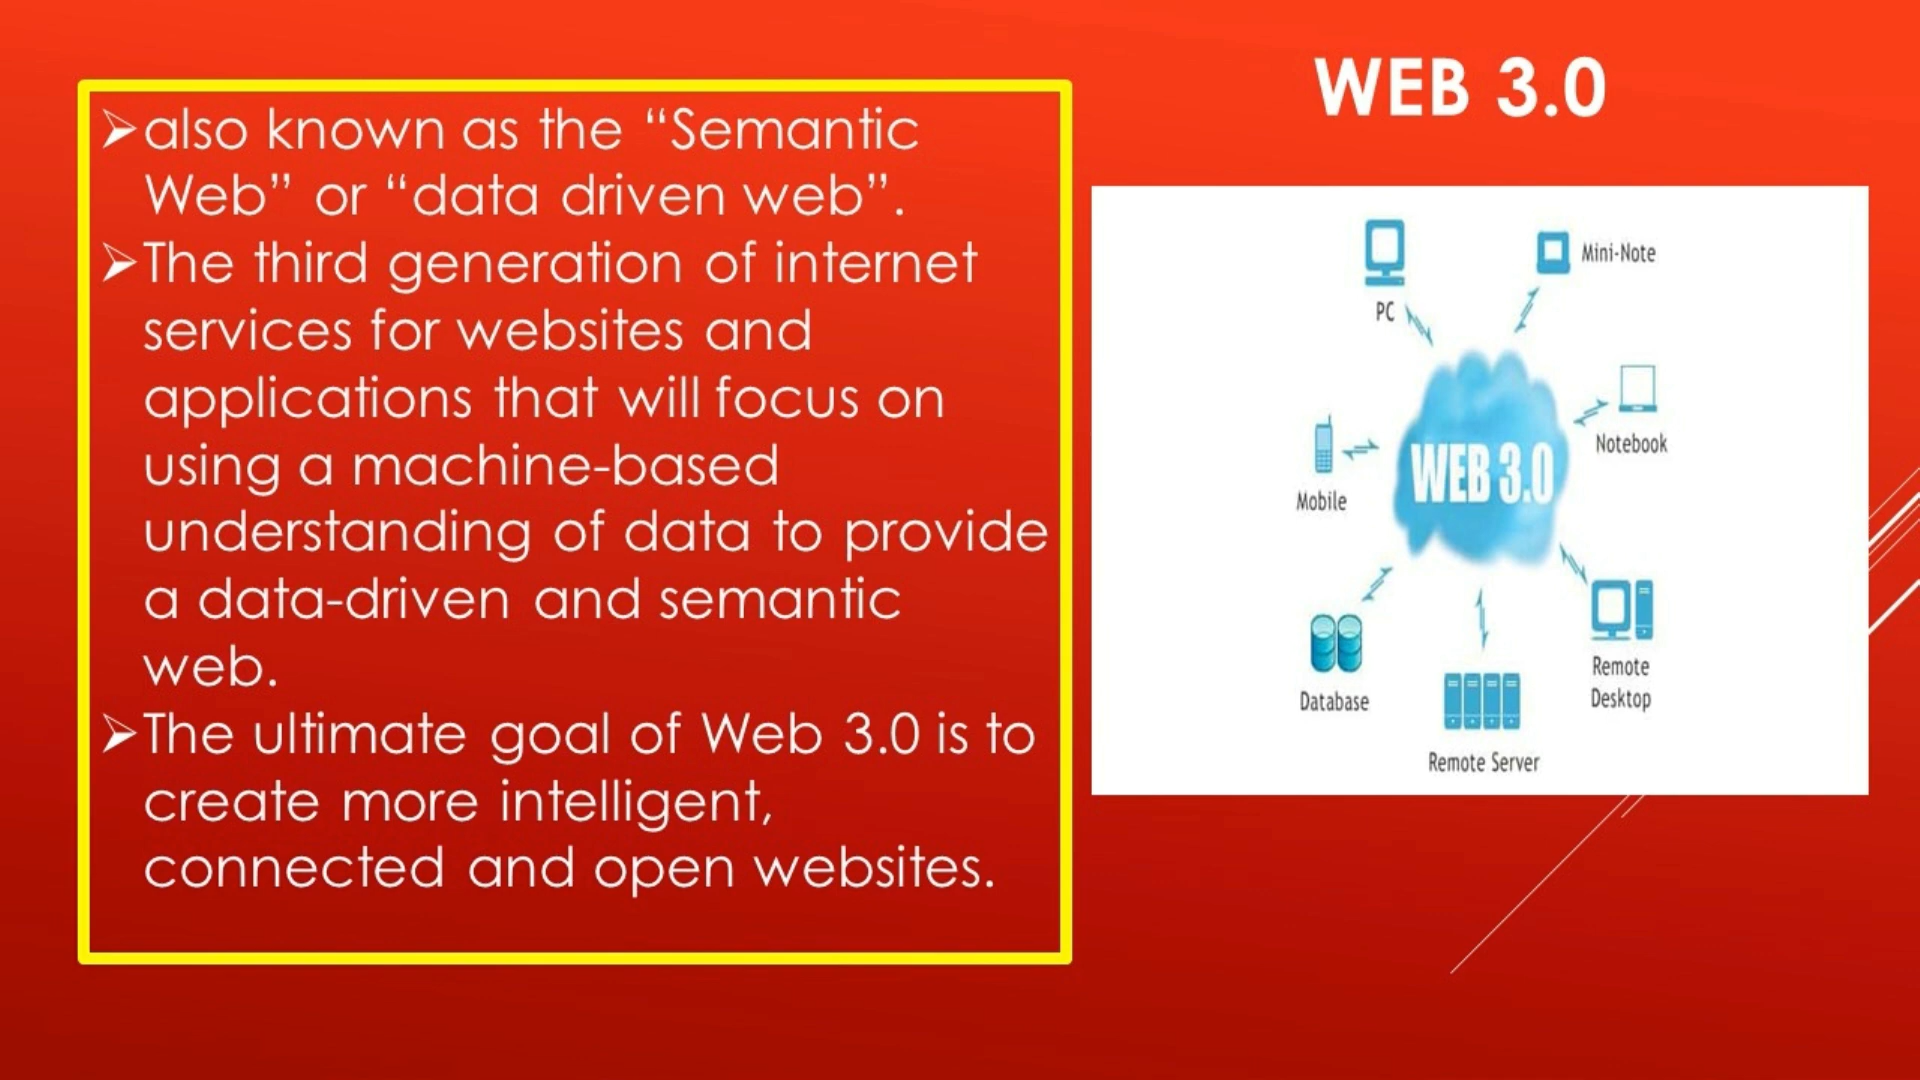 WEB 3.0
➢also known as the “Semantic
Web” or “data driven web”.
➢The third generation of internet
services for websites and
applications that will focus on
using a machine-based
understanding of data to provide
a data-driven and semantic
web.
➢The ultimate goal of Web 3.0 is to
create more intelligent,
connected and open websites.
PC
Mini-Note
Notebook
WEB 3.0
Mobile
Remote
Desktop
Database
Remote Server